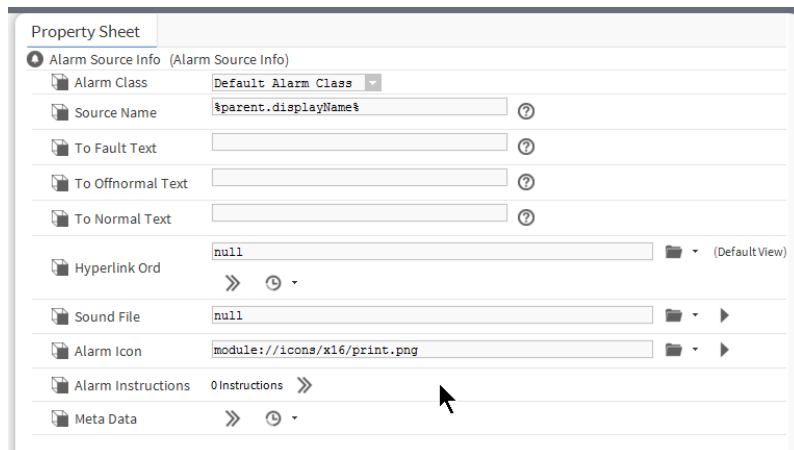 Property Sheet
Alarm Source Info (Alarm Source Info)
Alarm Class Default Alarm Class
Source Name %parent.displayName%
To Fault Text
To Offnormal Text
To Normal Text
Hyperlink Ord null (Default View)
Sound File null
Alarm Icon module://icons/x16/print.png
Alarm Instructions 0 Instructions
Meta Data